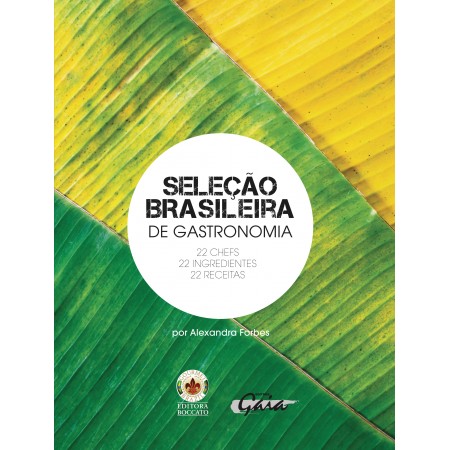 SELEÇÃO
BRASILEIRA
DE GASTRONOMIA
22 CHEFS
22 INGREDIENTES
22 RECEITAS
por Alexandra Forbes
EDITORA
BOCCATO
Gaia